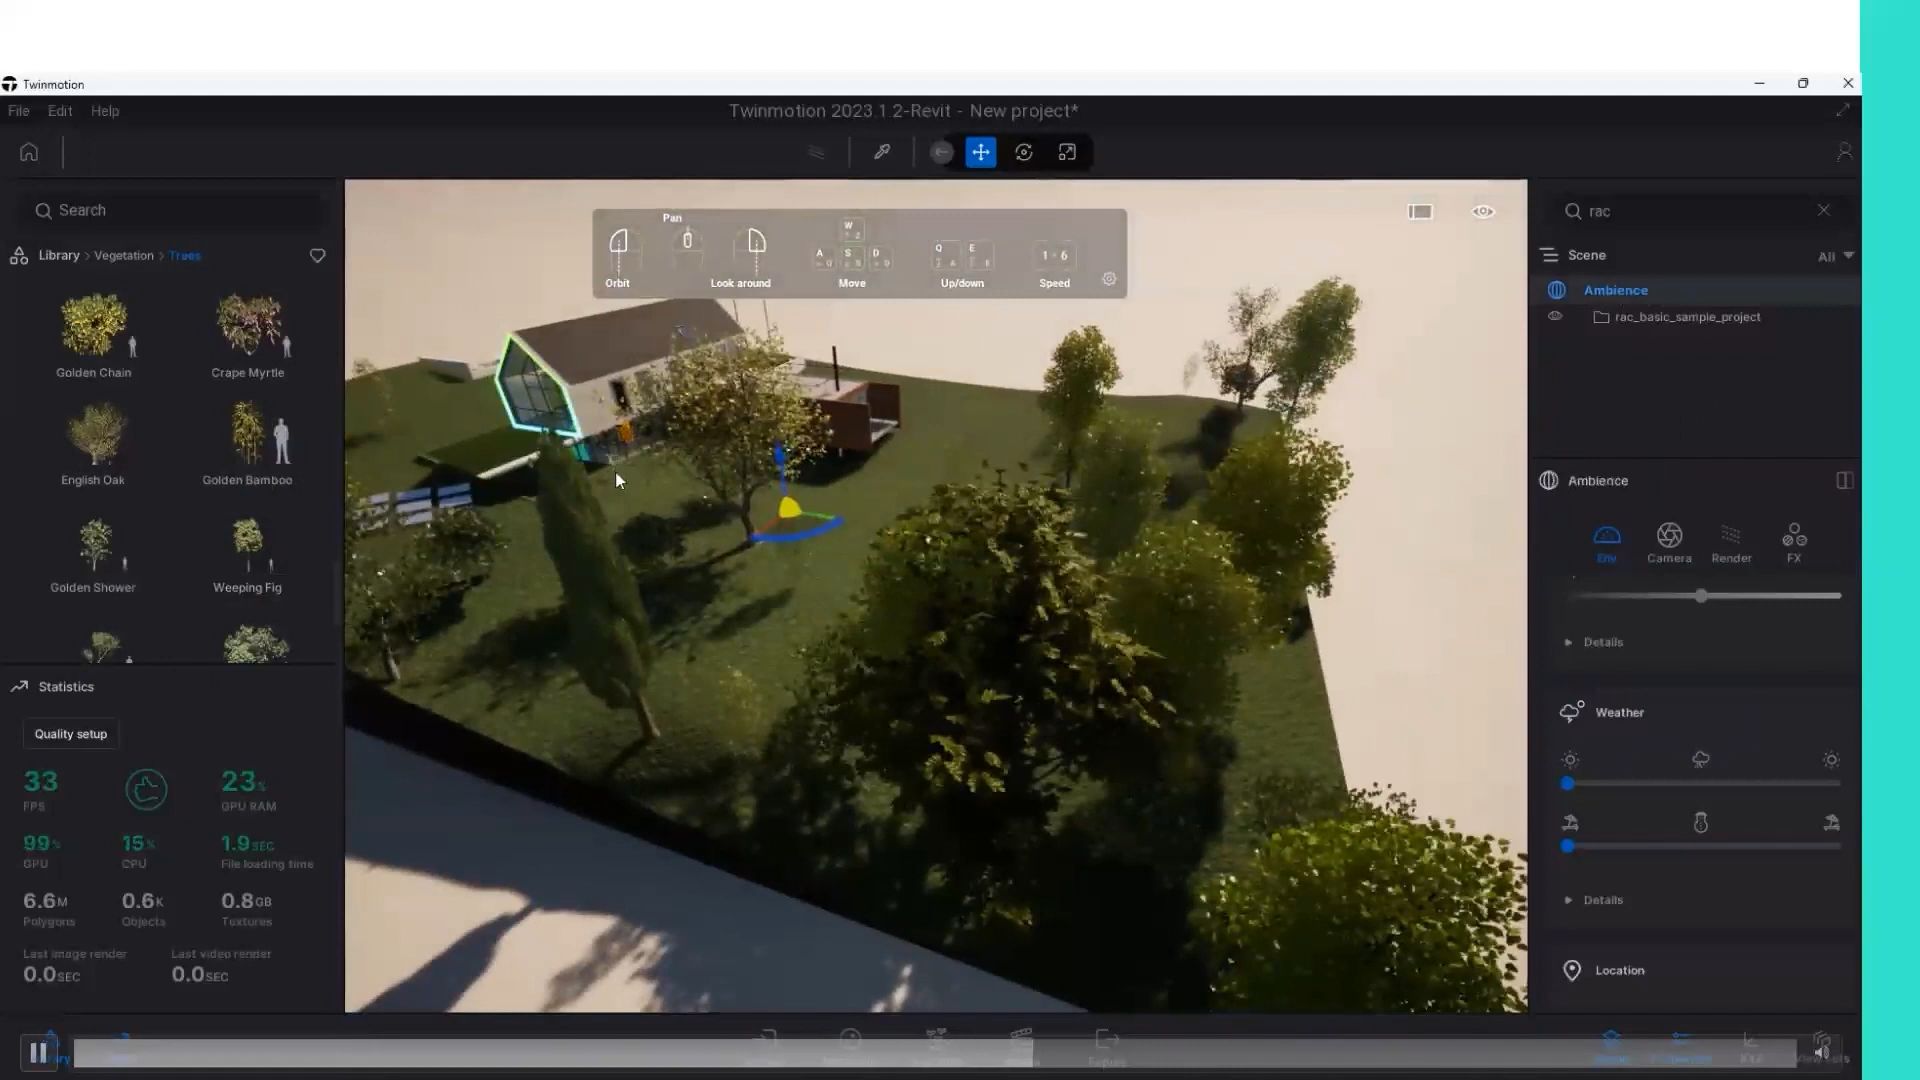 Twinmotion
File Edit Help
Twinmotion 2023.1.2-Revit - New project*
Search
Library > Vegetation > Trees
Golden Chain
Crape Myrtle
English Oak
Golden Bamboo
Golden Shower
Weeping Fig
Statistics
Quality setup
33
FPS
23%
GPU RAM
99%
GPU
15%
CPU
1.9SEC
File loading time
6.6M
Polygons
0.6K
Objects
0.8GB
Textures
Last image render
0.0SEC
Last video render
0.0SEC
Pan
W
A S D
Q E
1 - 6
Orbit
Look around
Move
Up/down
Speed
rac
Scene
All
Ambience
rac_basic_sample_project
Ambience
Env
Camera
Render
FX
Details
Weather
Details
Location